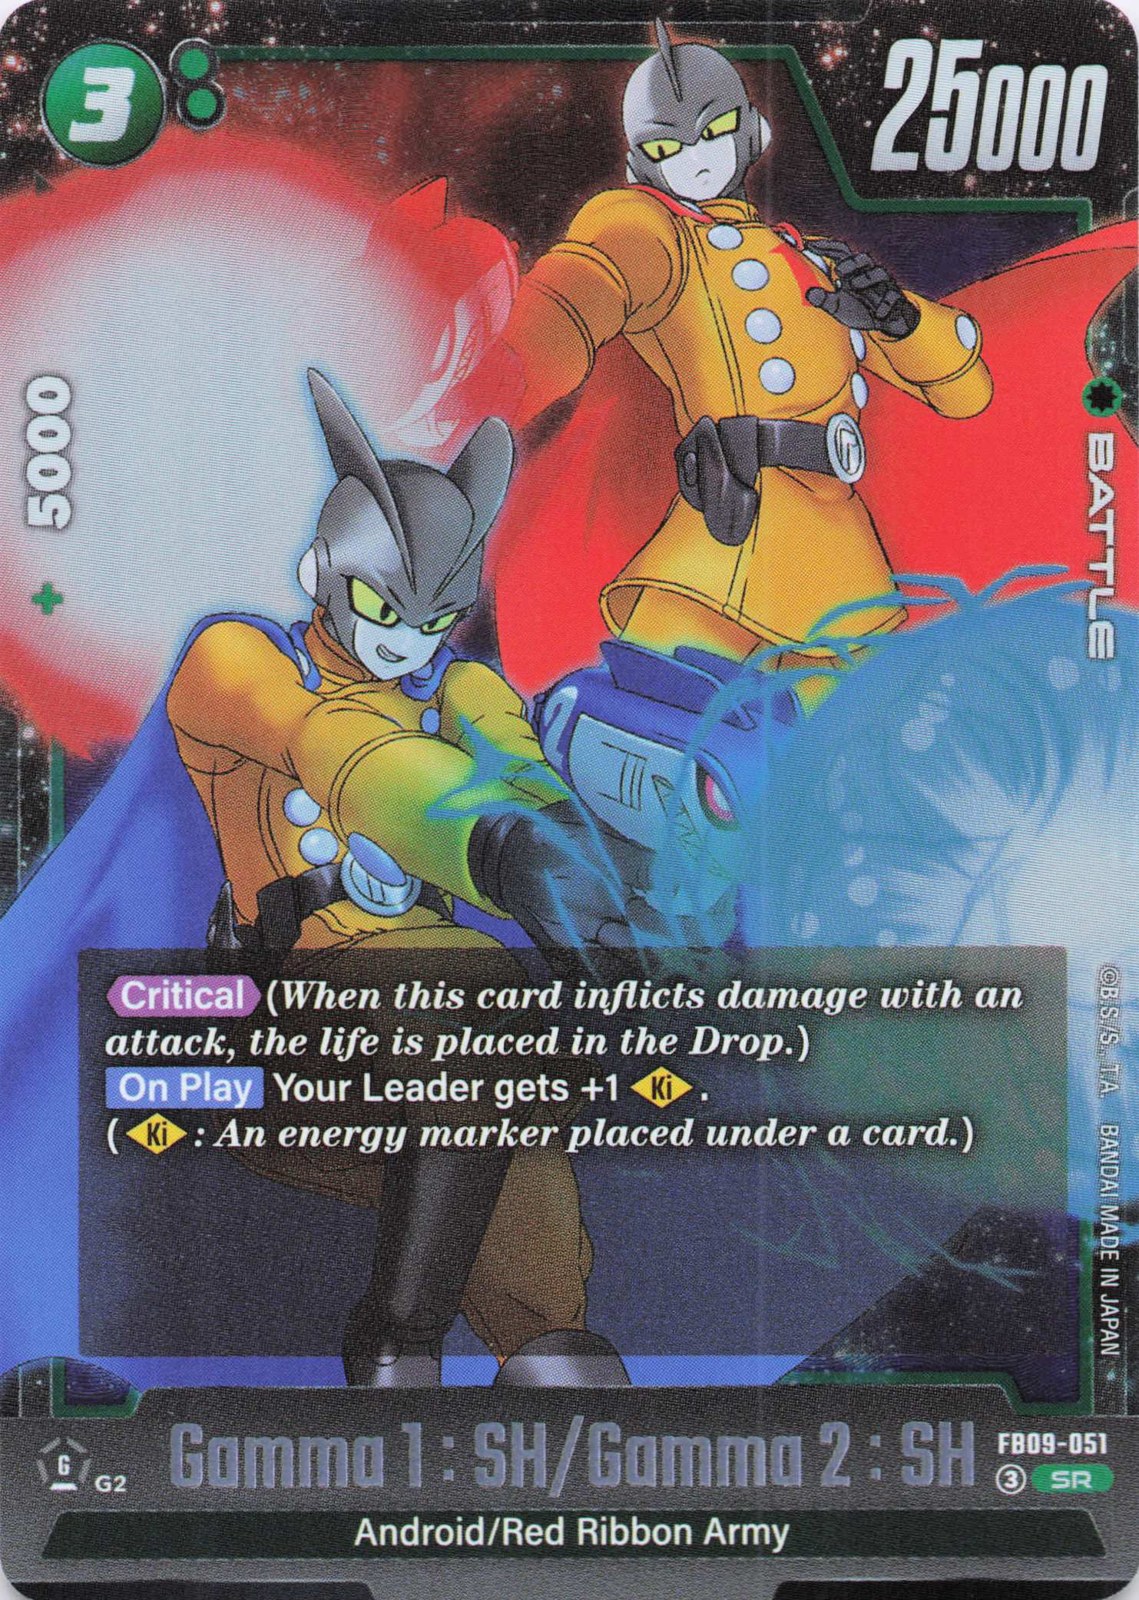 3
25000
+ 5000
BATTLE
2
Critical (When this card inflicts damage with an
attack, the life is placed in the Drop.)
On Play Your Leader gets +1 Ki .
( Ki : An energy marker placed under a card.)
©B.S./S., T.A. BANDAI MADE IN JAPAN
G
G2
Gamma 1 : SH/Gamma 2 : SH
FB09-051
3 SR
Android/Red Ribbon Army